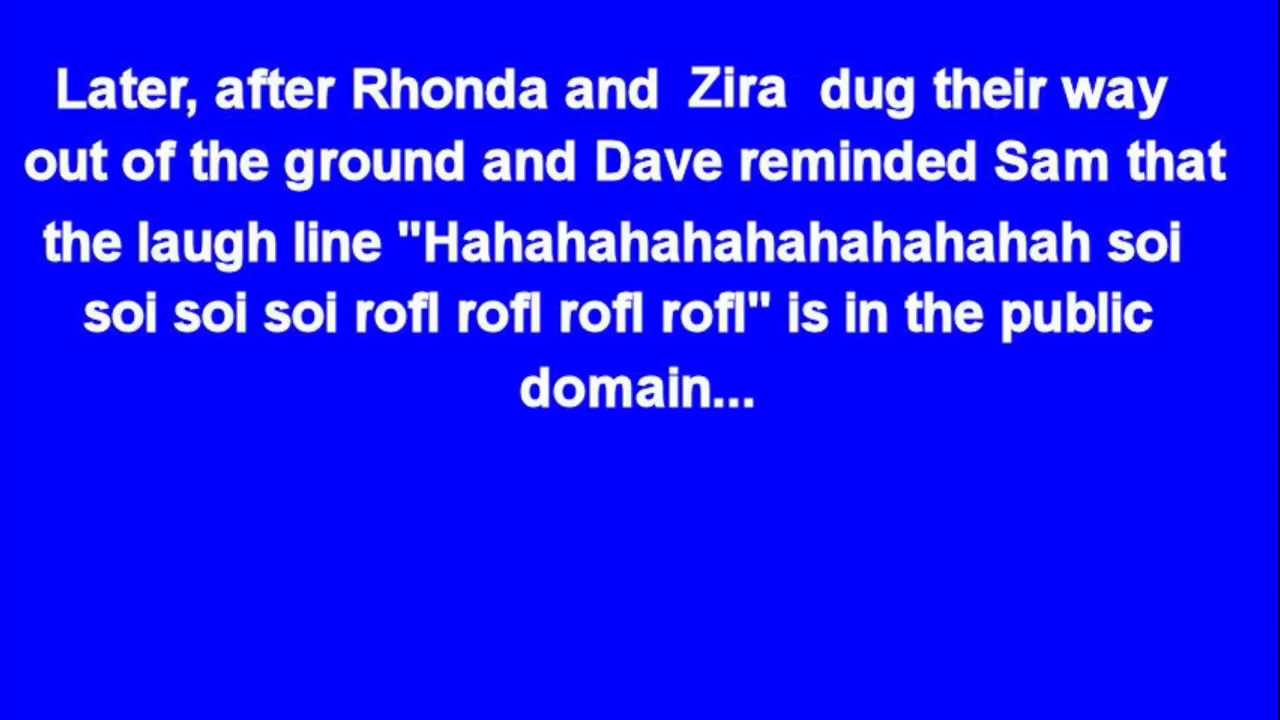 Later, after Rhonda and Zira dug their way
out of the ground and Dave reminded Sam that
the laugh line "Hahahahahahahahahahah soi
soi soi soi rofl rofl rofl rofl" is in the public
domain...